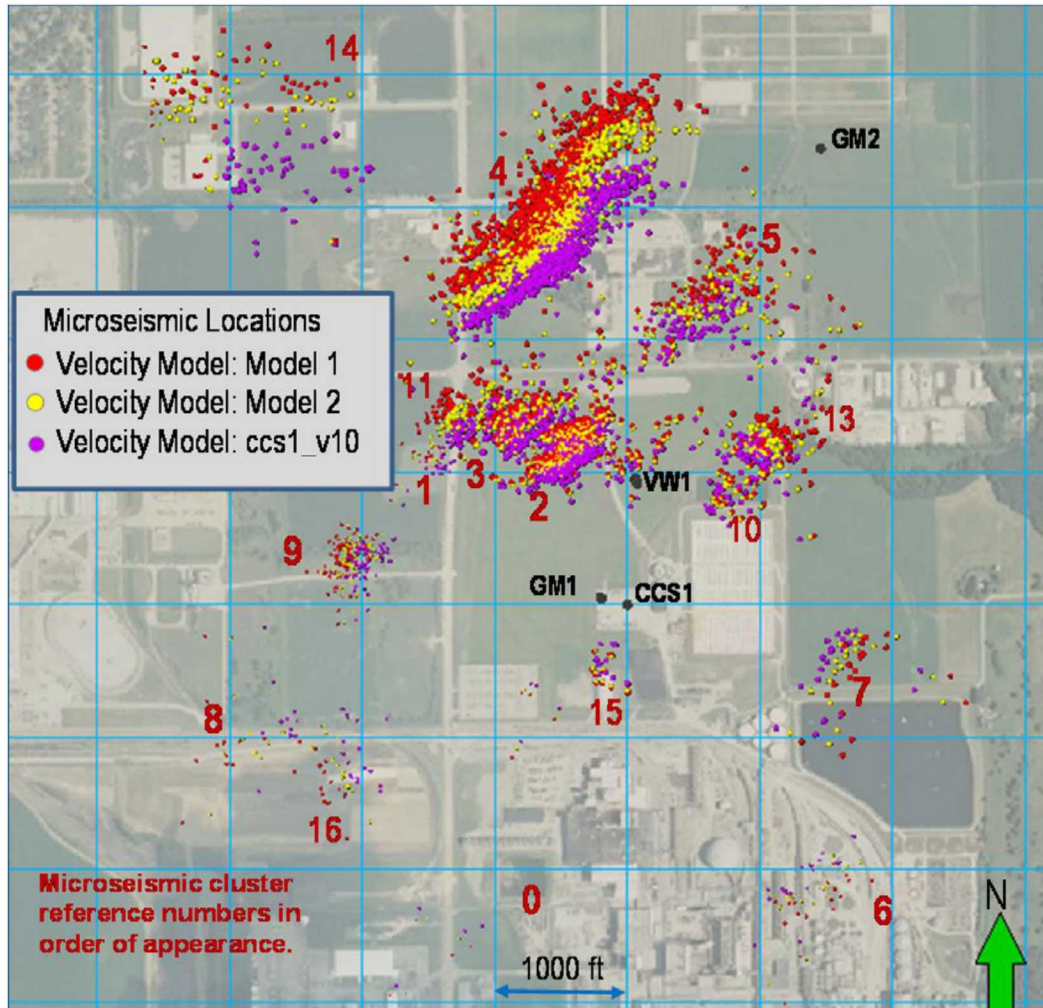 14
4
GM2
5
Microseismic Locations
Velocity Model: Model 1
Velocity Model: Model 2
Velocity Model: ccs1_v10
11
13
1
3
2
VW1
10
9
GM1
CCS1
7
8
15
16.
Microseismic cluster
reference numbers in
order of appearance.
0
6
N
1000 ft